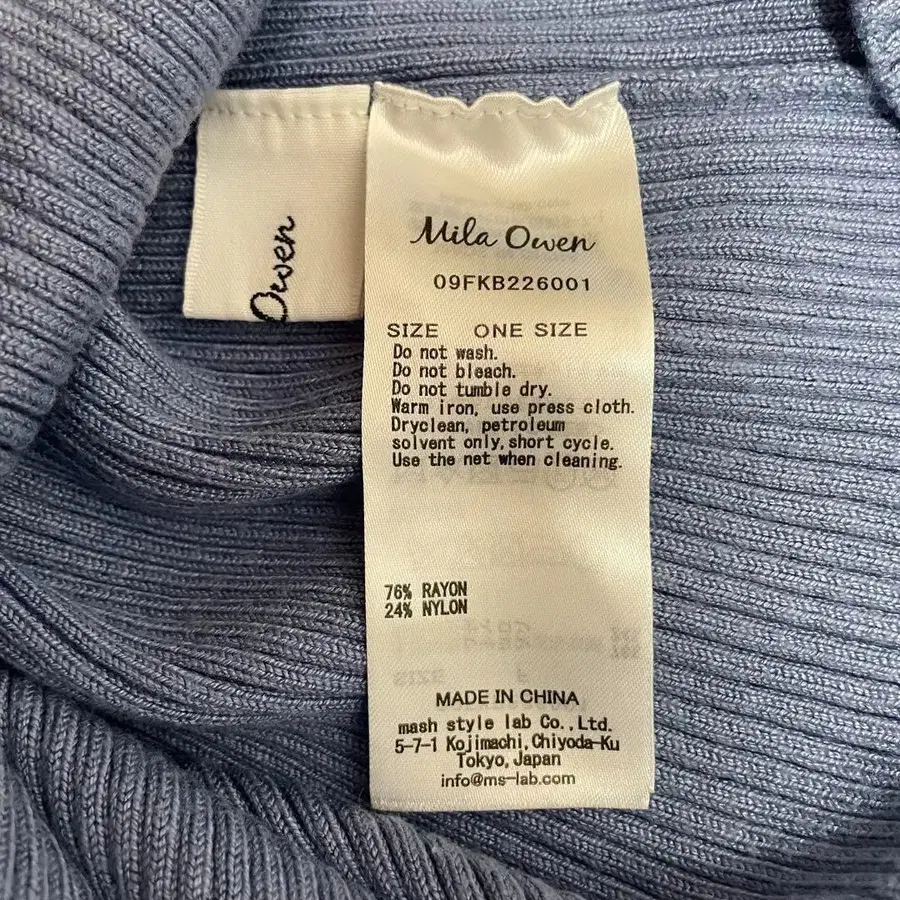 Owen
Mila Owen
09FKB226001
SIZE ONE SIZE
Do not wash.
Do not bleach.
Do not tumble dry.
Warm iron, use press cloth.
Dryclean, petroleum
solvent only, short cycle.
Use the net when cleaning.
76% RAYON
24% NYLON
MADE IN CHINA
mash style lab Co., Ltd.
5-7-1 Kojimachi, Chiyoda-Ku
Tokyo, Japan
info@ms-lab.com